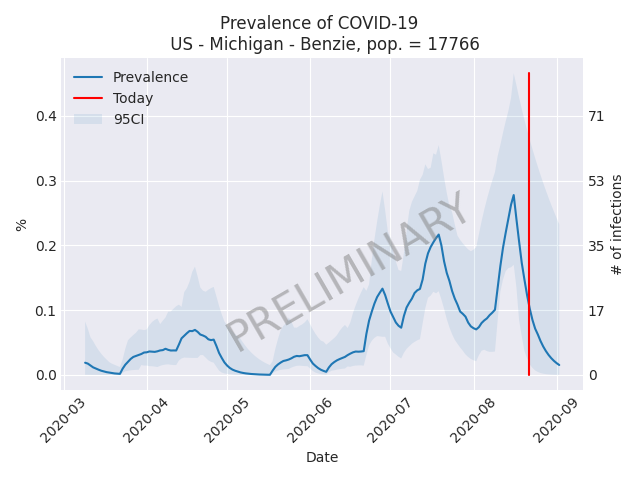 Prevalence of COVID-19
US - Michigan - Benzie, pop. = 17766
Prevalence
Today
95CI
PRELIMINARY
%
0.4
0.3
0.2
0.1
0.0
71
53
35
17
0
# of infections
2020-03
2020-04
2020-05
2020-06
2020-07
2020-08
2020-09
Date